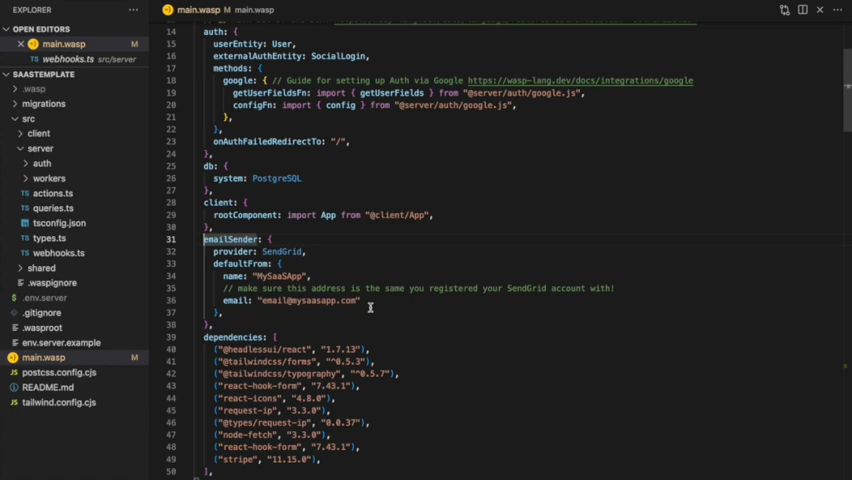 EXPLORER
OPEN EDITORS
main.wasp M
webhooks.ts src/server
SAASTEMPLATE
.wasp
migrations
src
client
server
auth
workers
TS actions.ts
TS queries.ts
tsconfig.json
TS types.ts
TS webhooks.ts
shared
.waspignore
.env.server
.gitignore
.wasproot
env.server.example
main.wasp M
postcss.config.cjs
README.md
tailwind.config.cjs
main.wasp M
14 auth: {
15 userEntity: User,
16 externalAuthEntity: SocialLogin,
17 methods: {
18 google: { // Guide for setting up Auth via Google https://wasp-lang.dev/docs/integrations/google
19 getUserFieldsFn: import { getUserFields } from "@server/auth/google.js",
20 configFn: import { config } from "@server/auth/google.js",
21 },
22 },
23 onAuthFailedRedirectTo: "/",
24 },
25 db: {
26 system: PostgreSQL
27 },
28 client: {
29 rootComponent: import App from "@client/App",
30 },
31 emailSender: {
32 provider: SendGrid,
33 defaultFrom: {
34 name: "MySaaSApp",
35 // make sure this address is the same you registered your SendGrid account with!
36 email: "email@mysaasapp.com"
37 },
38 },
39 dependencies: [
40 ("@headlessui/react", "1.7.13"),
41 ("@tailwindcss/forms", "^0.5.3"),
42 ("@tailwindcss/typography", "^0.5.7"),
43 ("react-hook-form", "7.43.1"),
44 ("react-icons", "4.8.0"),
45 ("request-ip", "3.3.0"),
46 ("@types/request-ip", "0.0.37"),
47 ("node-fetch", "3.3.0"),
48 ("react-hook-form", "7.43.1"),
49 ("stripe", "11.15.0"),
50 ],